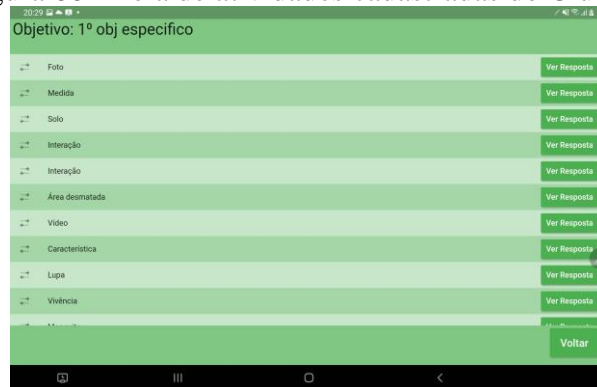 20:29
Objetivo: 1º obj especifico
Foto Ver Resposta
Medida Ver Resposta
Solo Ver Resposta
Interação Ver Resposta
Interação Ver Resposta
Área desmatada Ver Resposta
Vídeo Ver Resposta
Característica Ver Resposta
Lupa Ver Resposta
Vivência Ver Resposta
Voltar